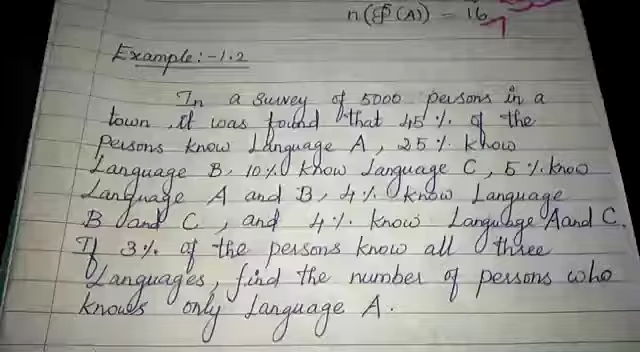 n(P(A)) = 16
Example:-1.2
In a survey of 5000 persons in a
town, it was found that 45% of the
persons know Language A, 25% know
Language B, 10% know Language C, 5% know
Language A and B, 4% know Language
B and C, and 4% know Language A and C.
If 3% of the persons know all three
Languages, find the number of persons who
knows only Language A.